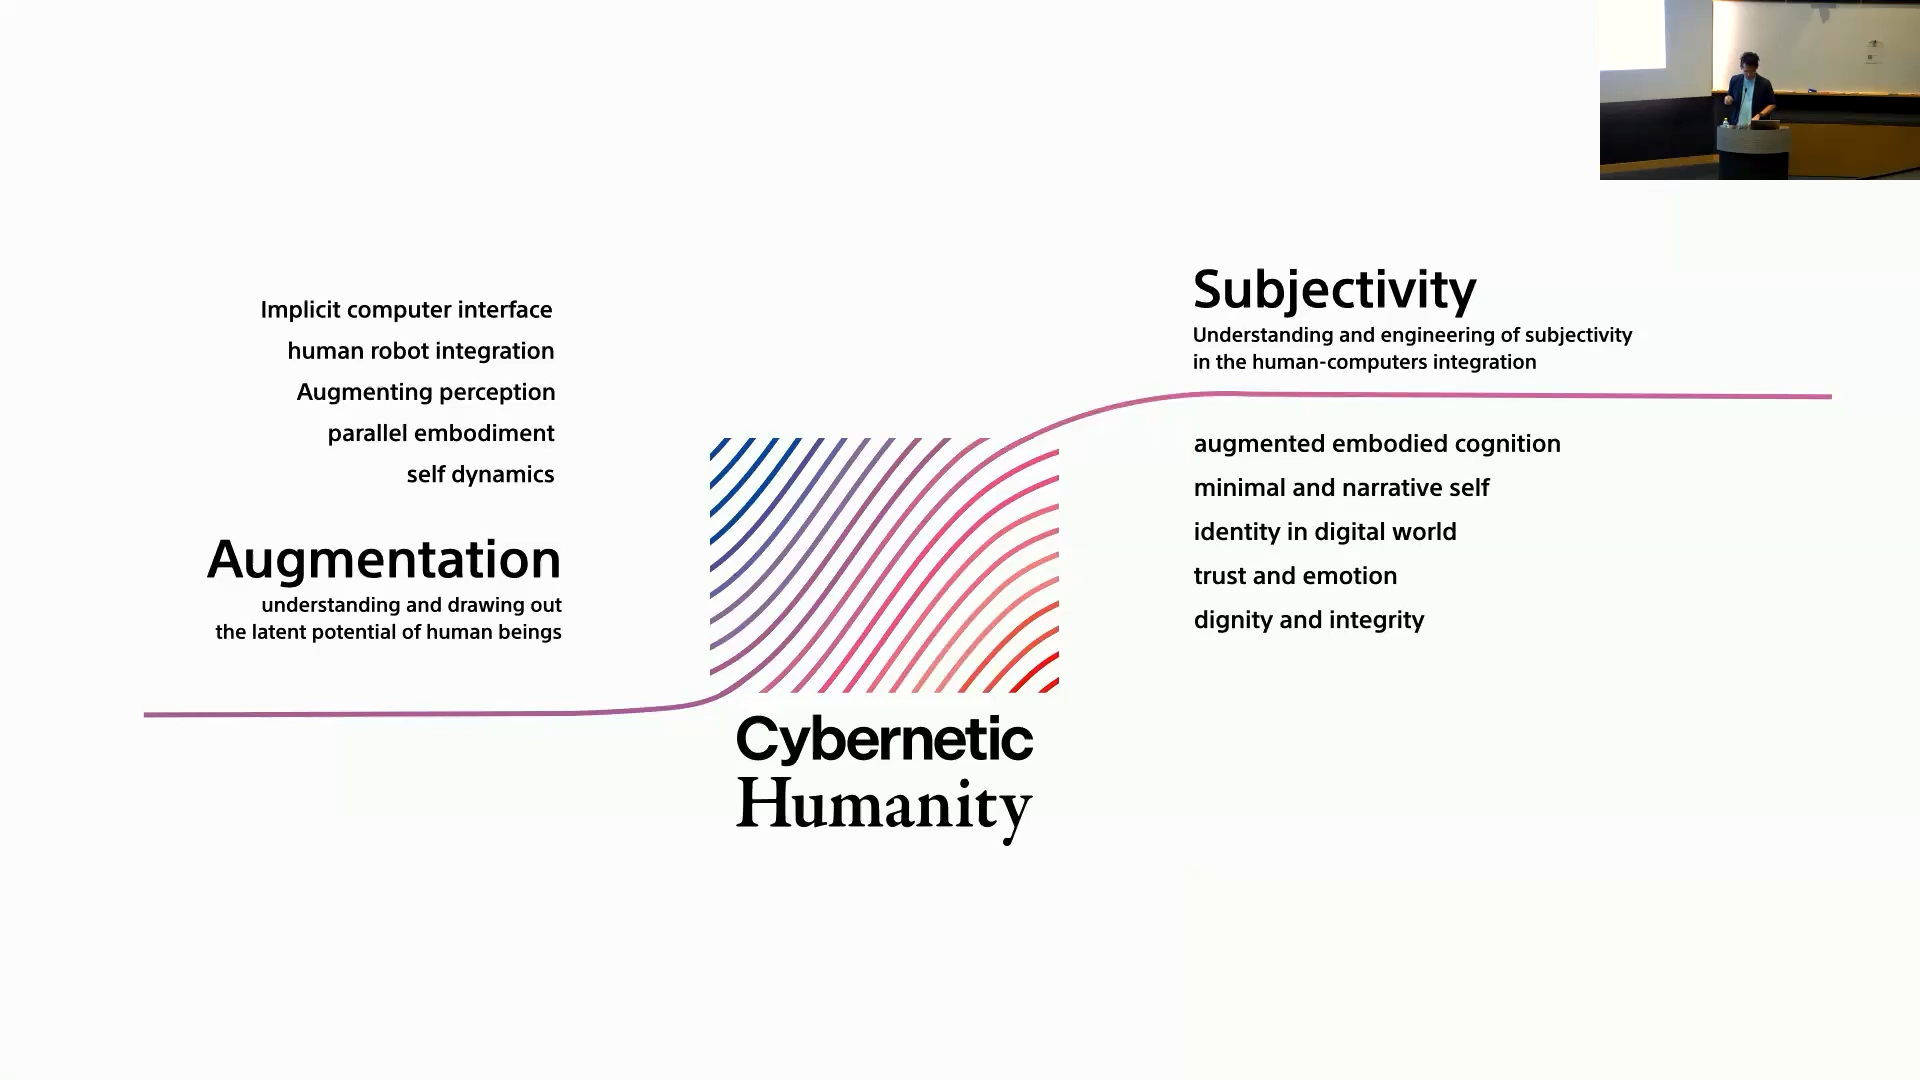 Implicit computer interface
human robot integration
Augmenting perception
parallel embodiment
self dynamics
Augmentation
understanding and drawing out
the latent potential of human beings
Cybernetic
Humanity
Subjectivity
Understanding and engineering of subjectivity
in the human-computers integration
augmented embodied cognition
minimal and narrative self
identity in digital world
trust and emotion
dignity and integrity